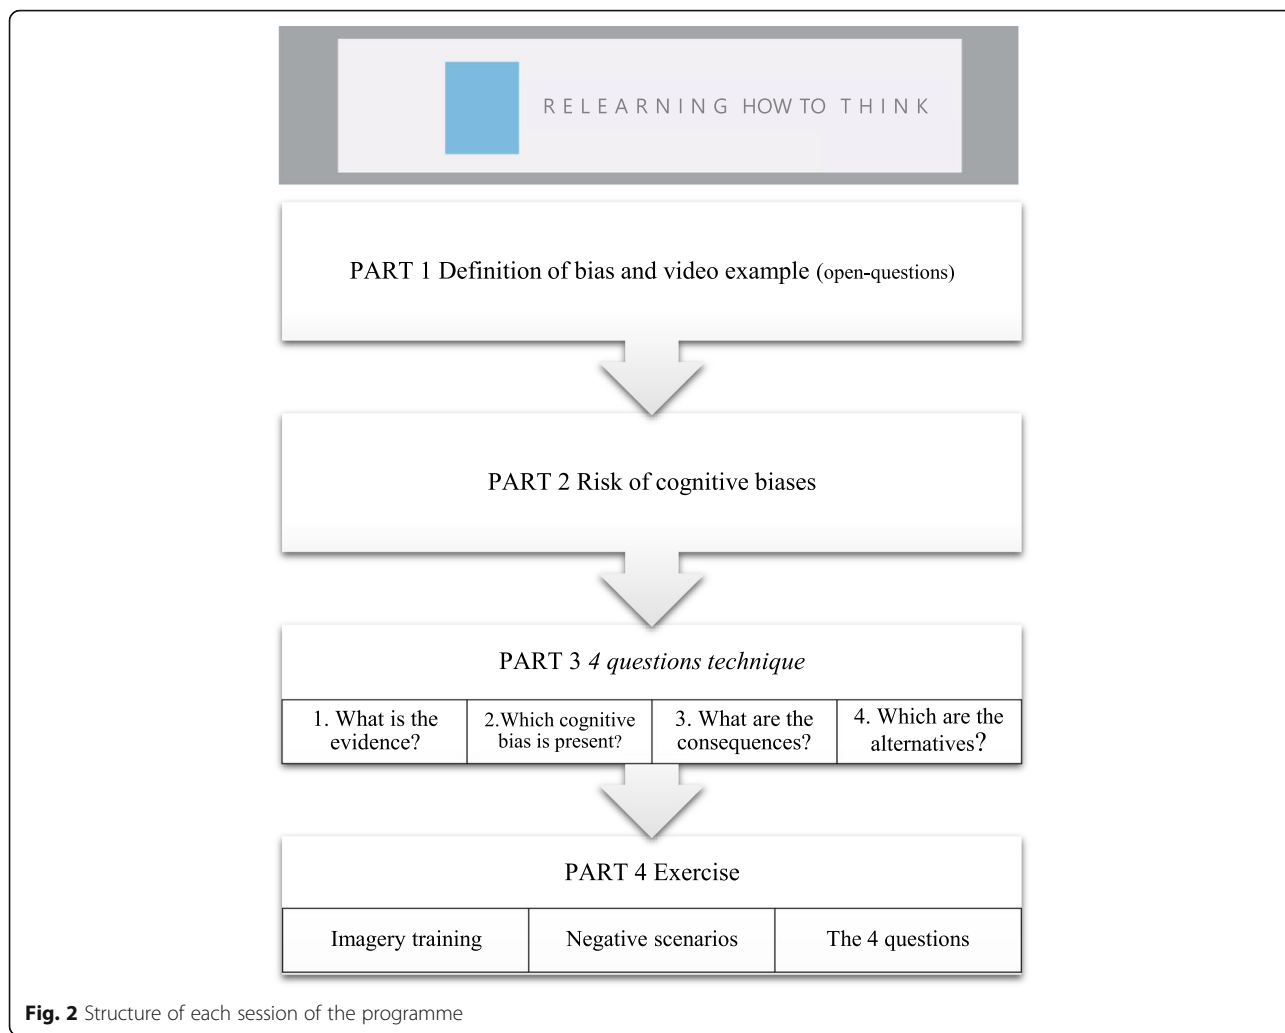 RELEARNING HOW TO THINK
PART 1 Definition of bias and video example (open-questions)
PART 2 Risk of cognitive biases
PART 3 4 questions technique
1. What is the
evidence?
2.Which cognitive
bias is present?
3. What are the
consequences?
4. Which are the
alternatives?
PART 4 Exercise
Imagery training
Negative scenarios
The 4 questions
Fig. 2 Structure of each session of the programme